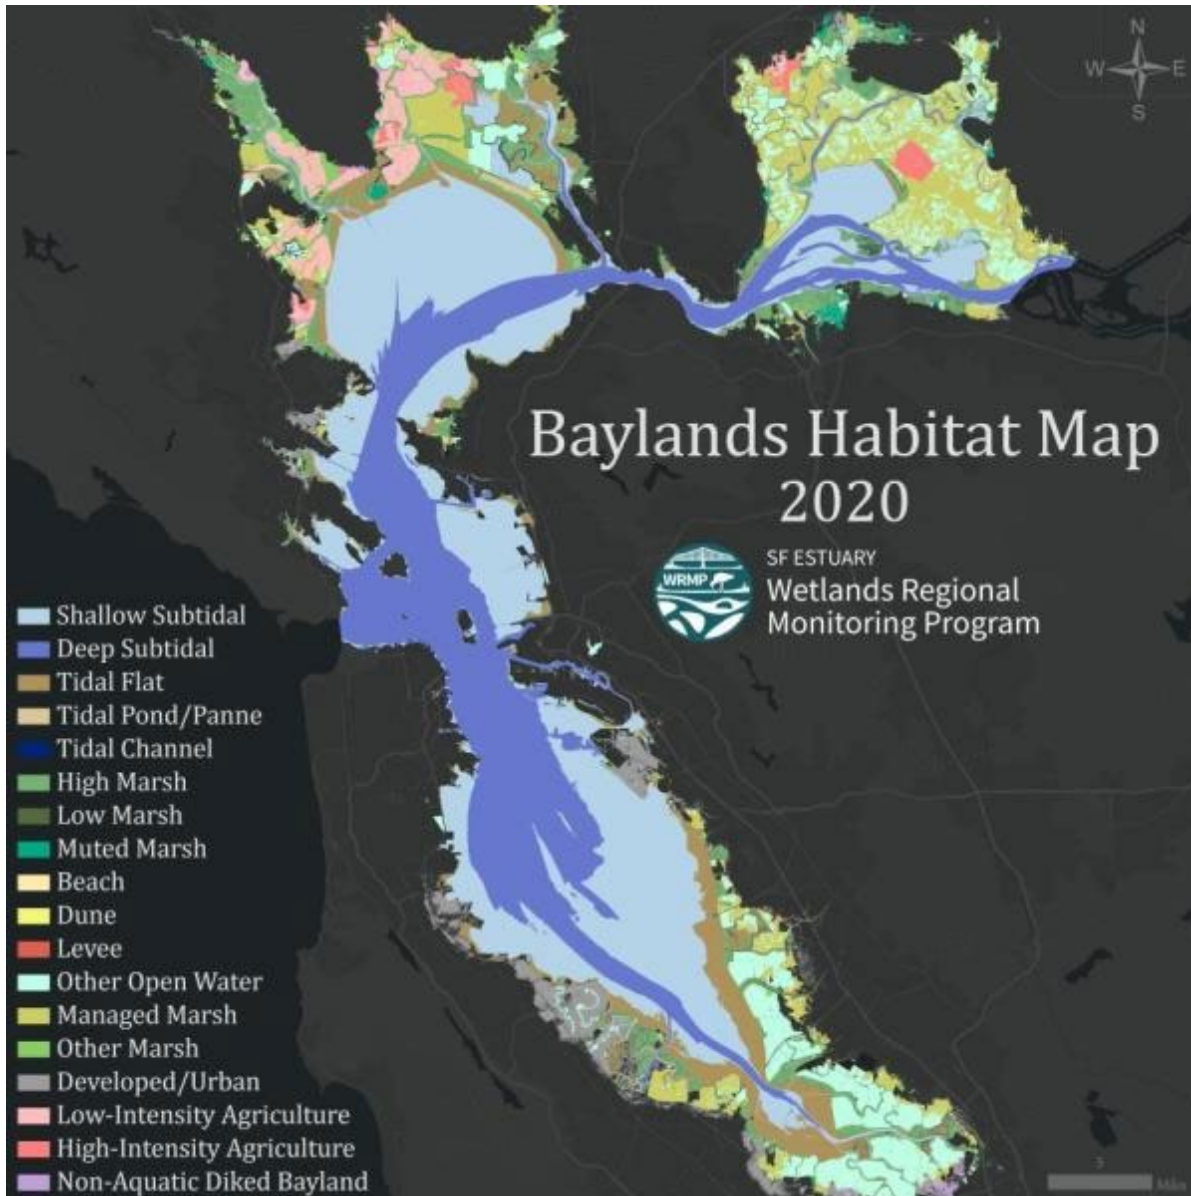 N
W E
S
Baylands Habitat Map
2020
WRMP
SF ESTUARY
Wetlands Regional
Monitoring Program
Shallow Subtidal
Deep Subtidal
Tidal Flat
Tidal Pond/Panne
Tidal Channel
High Marsh
Low Marsh
Muted Marsh
Beach
Dune
Levee
Other Open Water
Managed Marsh
Other Marsh
Developed/Urban
Low-Intensity Agriculture
High-Intensity Agriculture
Non-Aquatic Diked Bayland